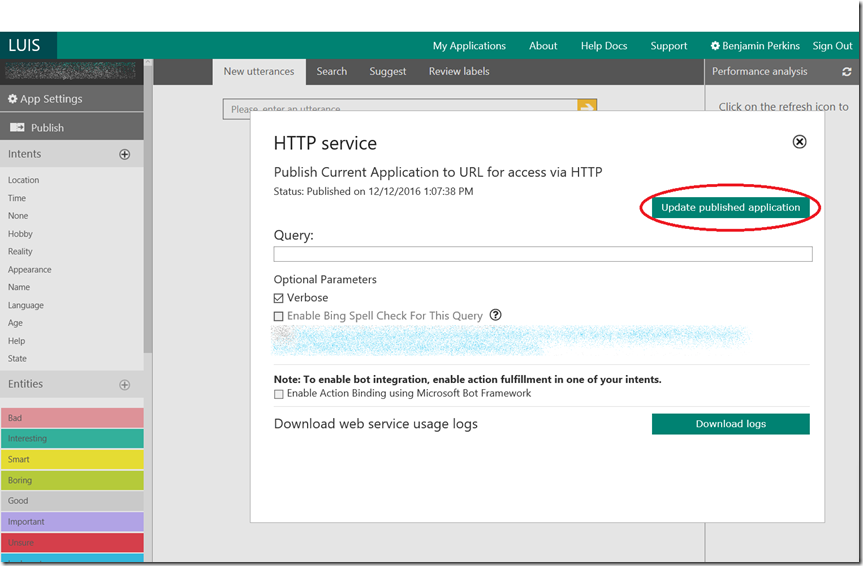 LUIS
My Applications About Help Docs Support Benjamin Perkins Sign Out
New utterances Search Suggest Review labels Performance analysis
App Settings
Publish
Intents
Location
Time
None
Hobby
Reality
Appearance
Name
Language
Age
Help
State
Entities
Bad
Interesting
Smart
Boring
Good
Important
Unsure
Please, enter an utterance
Click on the refresh icon to
HTTP service
Publish Current Application to URL for access via HTTP
Status: Published on 12/12/2016 1:07:38 PM
Update published application
Query:
Optional Parameters
Verbose
Enable Bing Spell Check For This Query
Note: To enable bot integration, enable action fulfillment in one of your intents.
Enable Action Binding using Microsoft Bot Framework
Download web service usage logs
Download logs